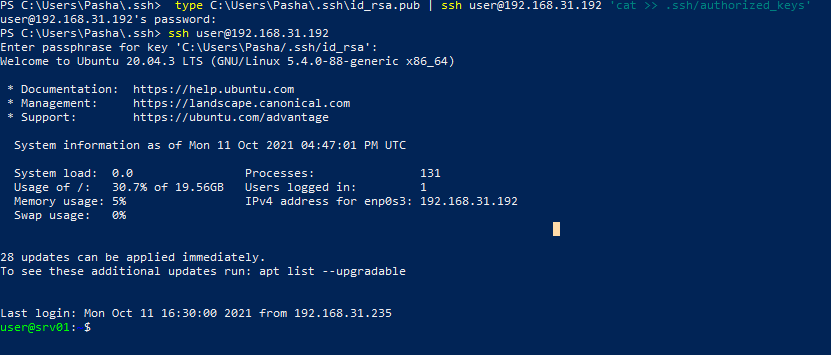 PS C:\Users\Pasha\.ssh>  type C:\Users\Pasha\.ssh\id_rsa.pub | ssh user@192.168.31.192 'cat >> .ssh/authorized_keys'
user@192.168.31.192's password:
PS C:\Users\Pasha\.ssh> ssh user@192.168.31.192
Enter passphrase for key 'C:\Users\Pasha/.ssh/id_rsa':
Welcome to Ubuntu 20.04.3 LTS (GNU/Linux 5.4.0-88-generic x86_64)

 * Documentation:  https://help.ubuntu.com
 * Management:     https://landscape.canonical.com
 * Support:        https://ubuntu.com/advantage

  System information as of Mon 11 Oct 2021 04:47:01 PM UTC

  System load:  0.0                Processes:               131
  Usage of /:   30.7% of 19.56GB   Users logged in:         1
  Memory usage: 5%                 IPv4 address for enp0s3: 192.168.31.192
  Swap usage:   0%

28 updates can be applied immediately.
To see these additional updates run: apt list --upgradable

Last login: Mon Oct 11 16:30:00 2021 from 192.168.31.235
user@srv01: $